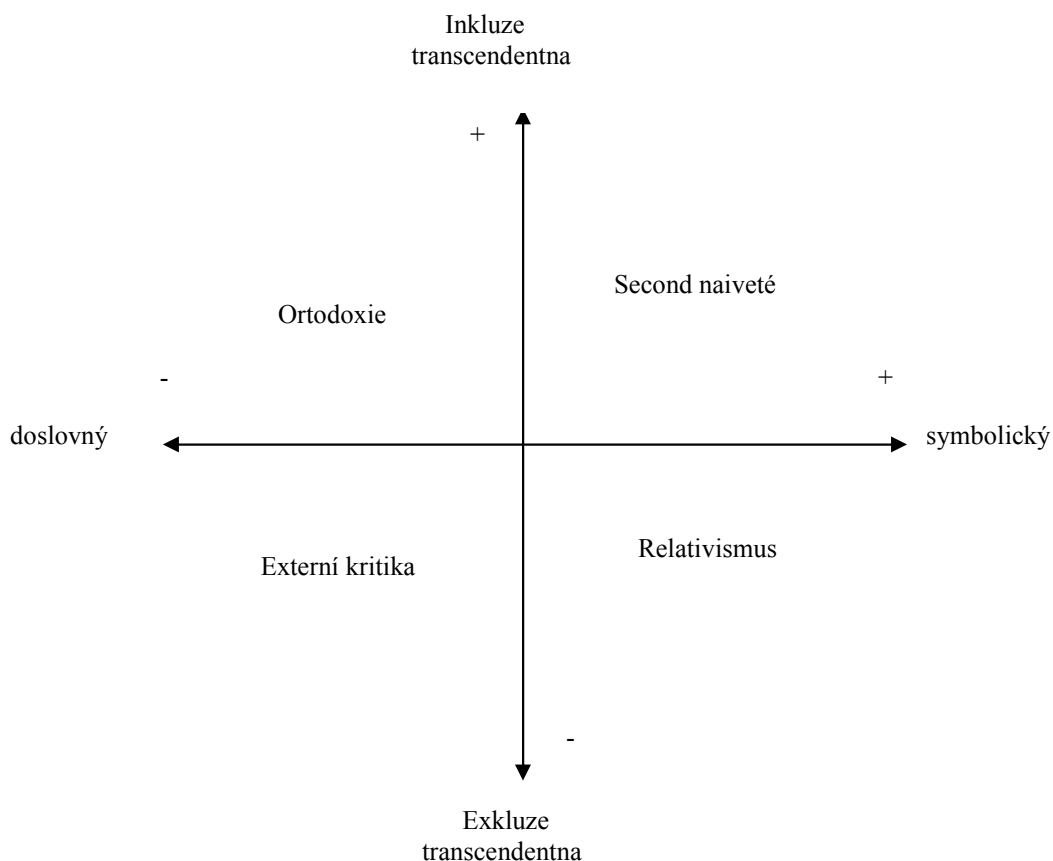 Inkluze
transcendentna
+
Second naiveté
Ortodoxie
-
+
doslovný
symbolický
Relativismus
Externí kritika
-
Exkluze
transcendentna